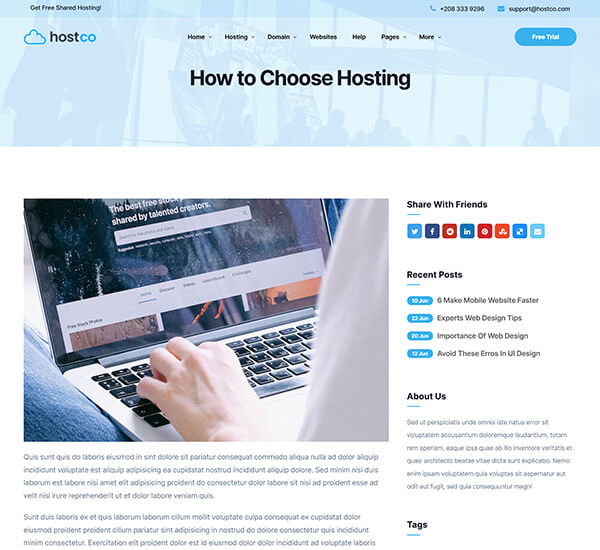 Get Free Shared Hosting!
+208 333 9296
support@hostco.com
hostco
Home
Hosting
Domain
Websites
Help
Pages
More
Free Trial
How to Choose Hosting
The best free stock
shared by talented creators.
Search for free photos and videos
Home
Discover
Videos
Leaderboard
Challenges
Free Stock Photos
Quis sunt quis do laboris eiusmod in sint dolore sit pariatur consequat commodo aliqua nulla ad dolor aliquip
incididunt voluptate est aliquip adipisicing ea cupidatat nostrud incididunt aliquip dolore. Sed minim nisi duis
laborum est labore nisi amet elit adipisicing proident do consectetur dolor labore sit nisi ad proident esse ad
velit nisi irure reprehenderit ut et dolor labore veniam quis.
Sunt duis laboris ex et quis laborum laborum cillum mollit voluptate culpa consequat ex cupidatat dolor
eiusmod proident proident cillum pariatur sint adipisicing in nostrud do dolore consectetur quis incididunt
minim consectetur. Exercitation elit proident dolor est id eiusmod dolor dolor incididunt ad voluptate laboris
Share With Friends
Recent Posts
10 Jun 6 Make Mobile Website Faster
22 Jun Experts Web Design Tips
20 Jun Importance Of Web Design
12 Jun Avoid These Erros In UI Design
About Us
Sed ut perspiciatis unde omnis iste natus error sit
voluptatem accusantium doloremque laudantium, totam
rem aperiam, eaque ipsa quae ab illo inventore veritatis et
quasi architecto beatae vitae dicta sunt explicabo. Nemo
enim ipsam voluptatem quia voluptas sit aspernatur aut
odit aut fugit, sed quia consequuntur magni
Tags